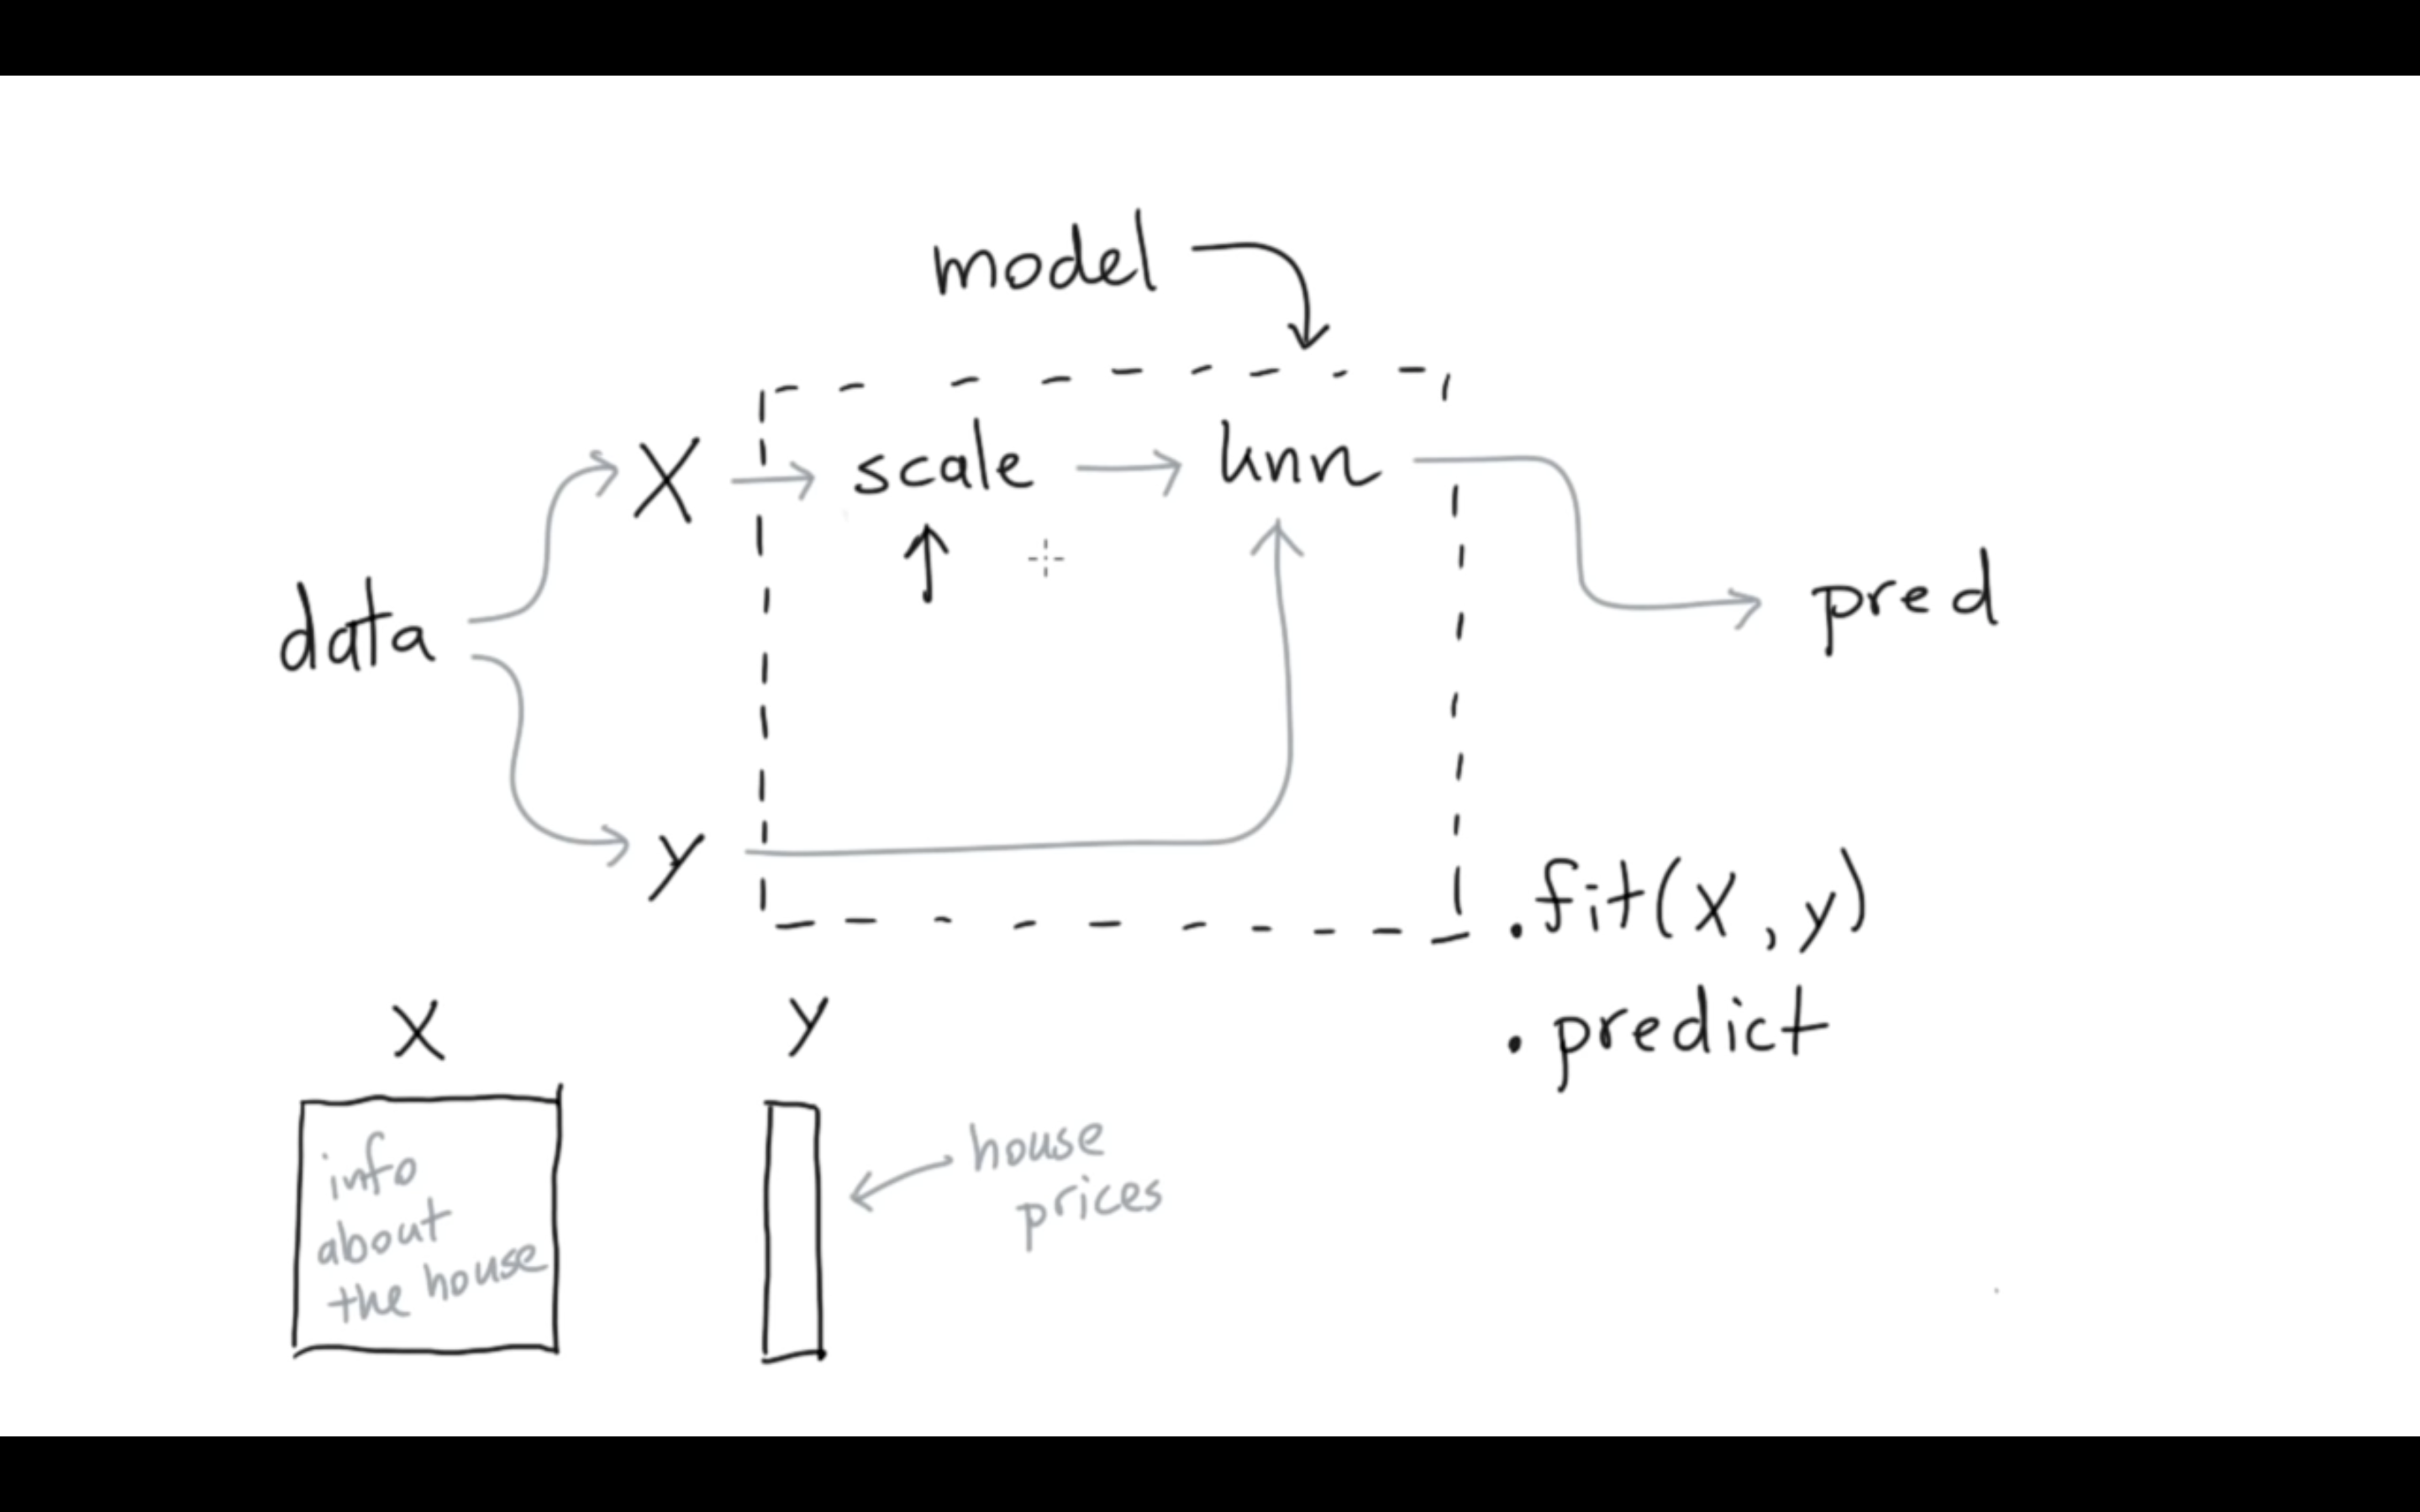 model
X
scale
knn
data
pred
y
.fit(X, y)
.predict
X
y
info
about
the house
house
prices